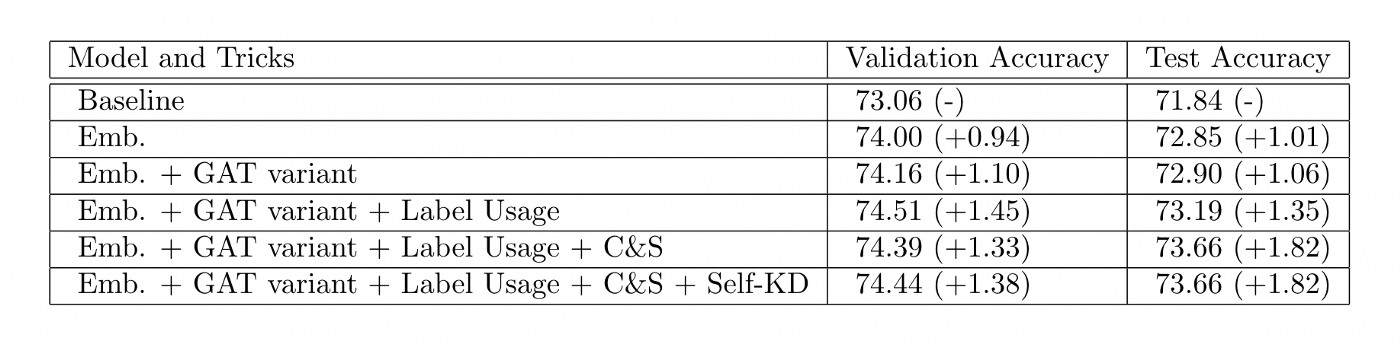 Model and Tricks Validation Accuracy Test Accuracy
Baseline 73.06 (-) 71.84 (-)
Emb. 74.00 (+0.94) 72.85 (+1.01)
Emb. + GAT variant 74.16 (+1.10) 72.90 (+1.06)
Emb. + GAT variant + Label Usage 74.51 (+1.45) 73.19 (+1.35)
Emb. + GAT variant + Label Usage + C&S 74.39 (+1.33) 73.66 (+1.82)
Emb. + GAT variant + Label Usage + C&S + Self-KD 74.44 (+1.38) 73.66 (+1.82)